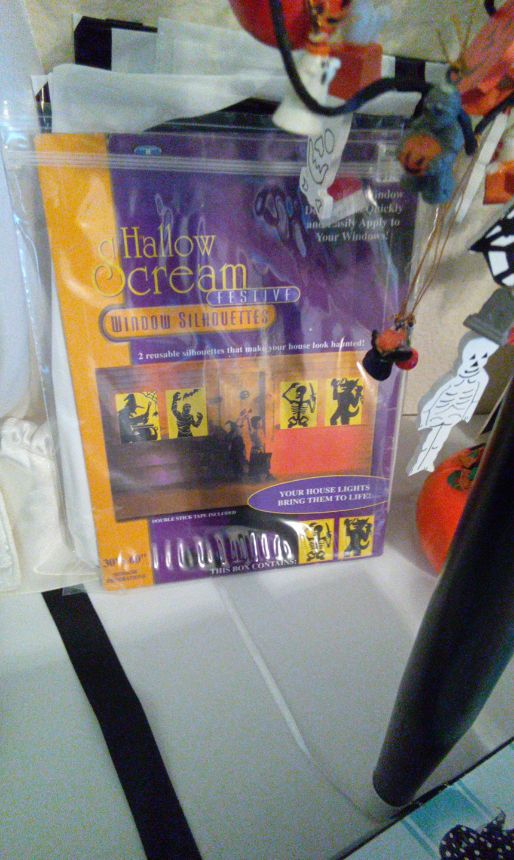 Window
Quickly
and Easily Apply to
Your Windows!
Hallow
Scream
FESTIVE
WINDOW SILHOUETTES
2 reusable silhouettes that make your house look haunted!
YOUR HOUSE LIGHTS
BRING THEM TO LIFE!
DOUBLE STICK TAPE INCLUDED
THIS BOX CONTAINS: